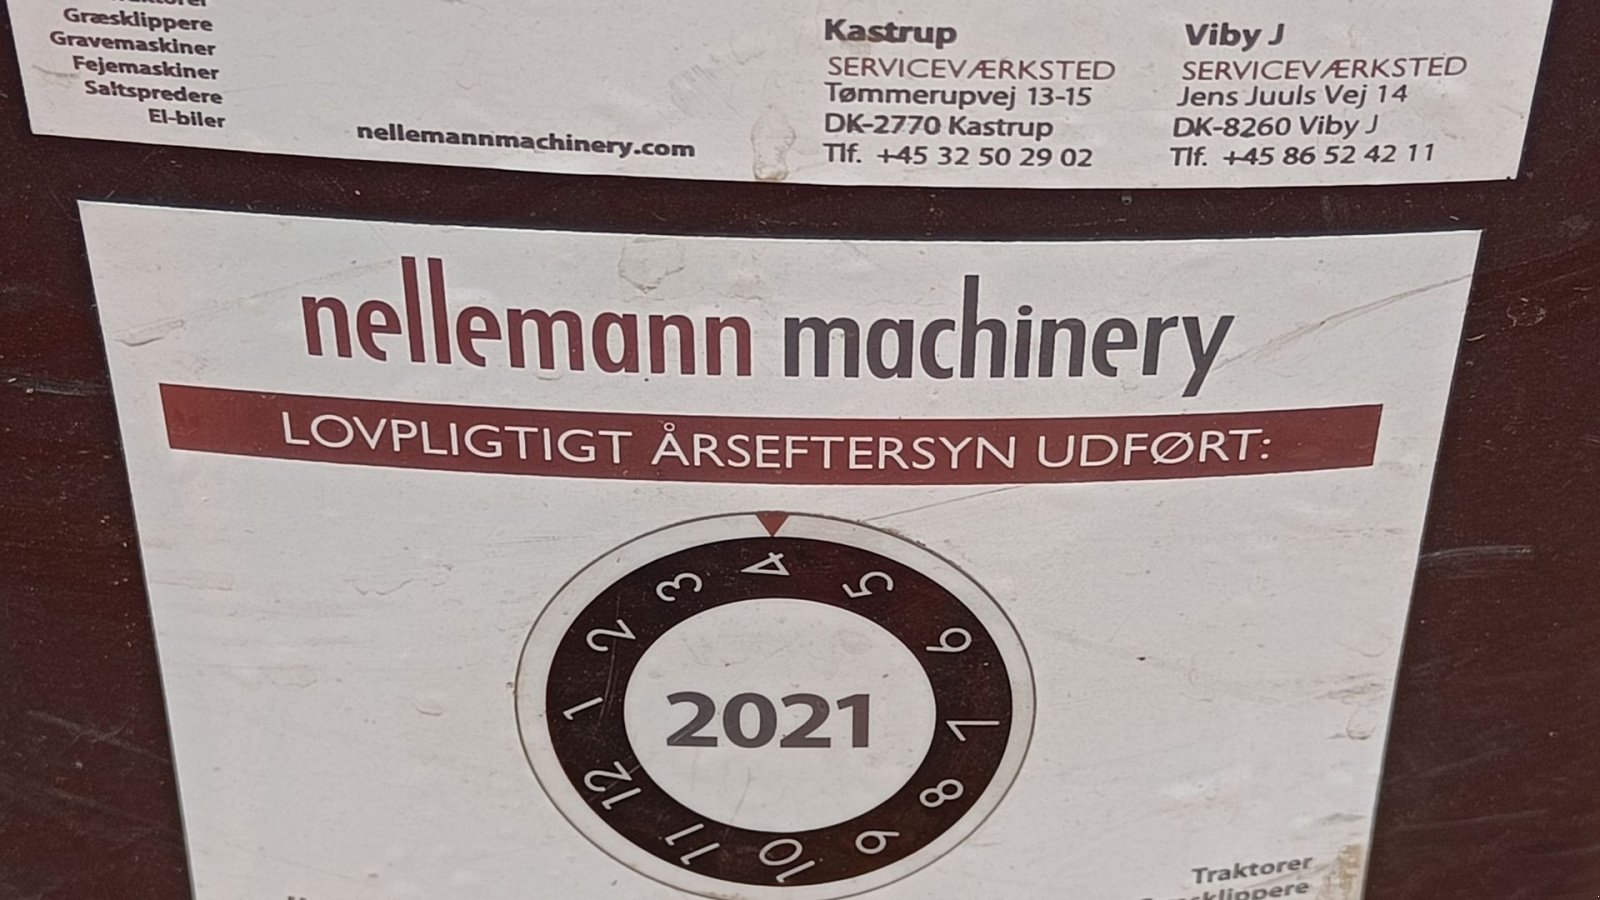 Græsklippere
Gravemaskiner
Fejemaskiner
Saltspredere
El-biler
nellemannmachinery.com
Kastrup
SERVICEVÆRKSTED
Tømmerupvej 13-15
DK-2770 Kastrup
Tlf. +45 32 50 29 02
Viby J
SERVICEVÆRKSTED
Jens Juuls Vej 14
DK-8260 Viby J
Tlf. +45 86 52 42 11
nellemann machinery
LOVPLIGTIGT ÅRSEFTERSYN UDFØRT:
1 2 3 4 5 6 7 8 9 10 11 12
2021
Traktorer